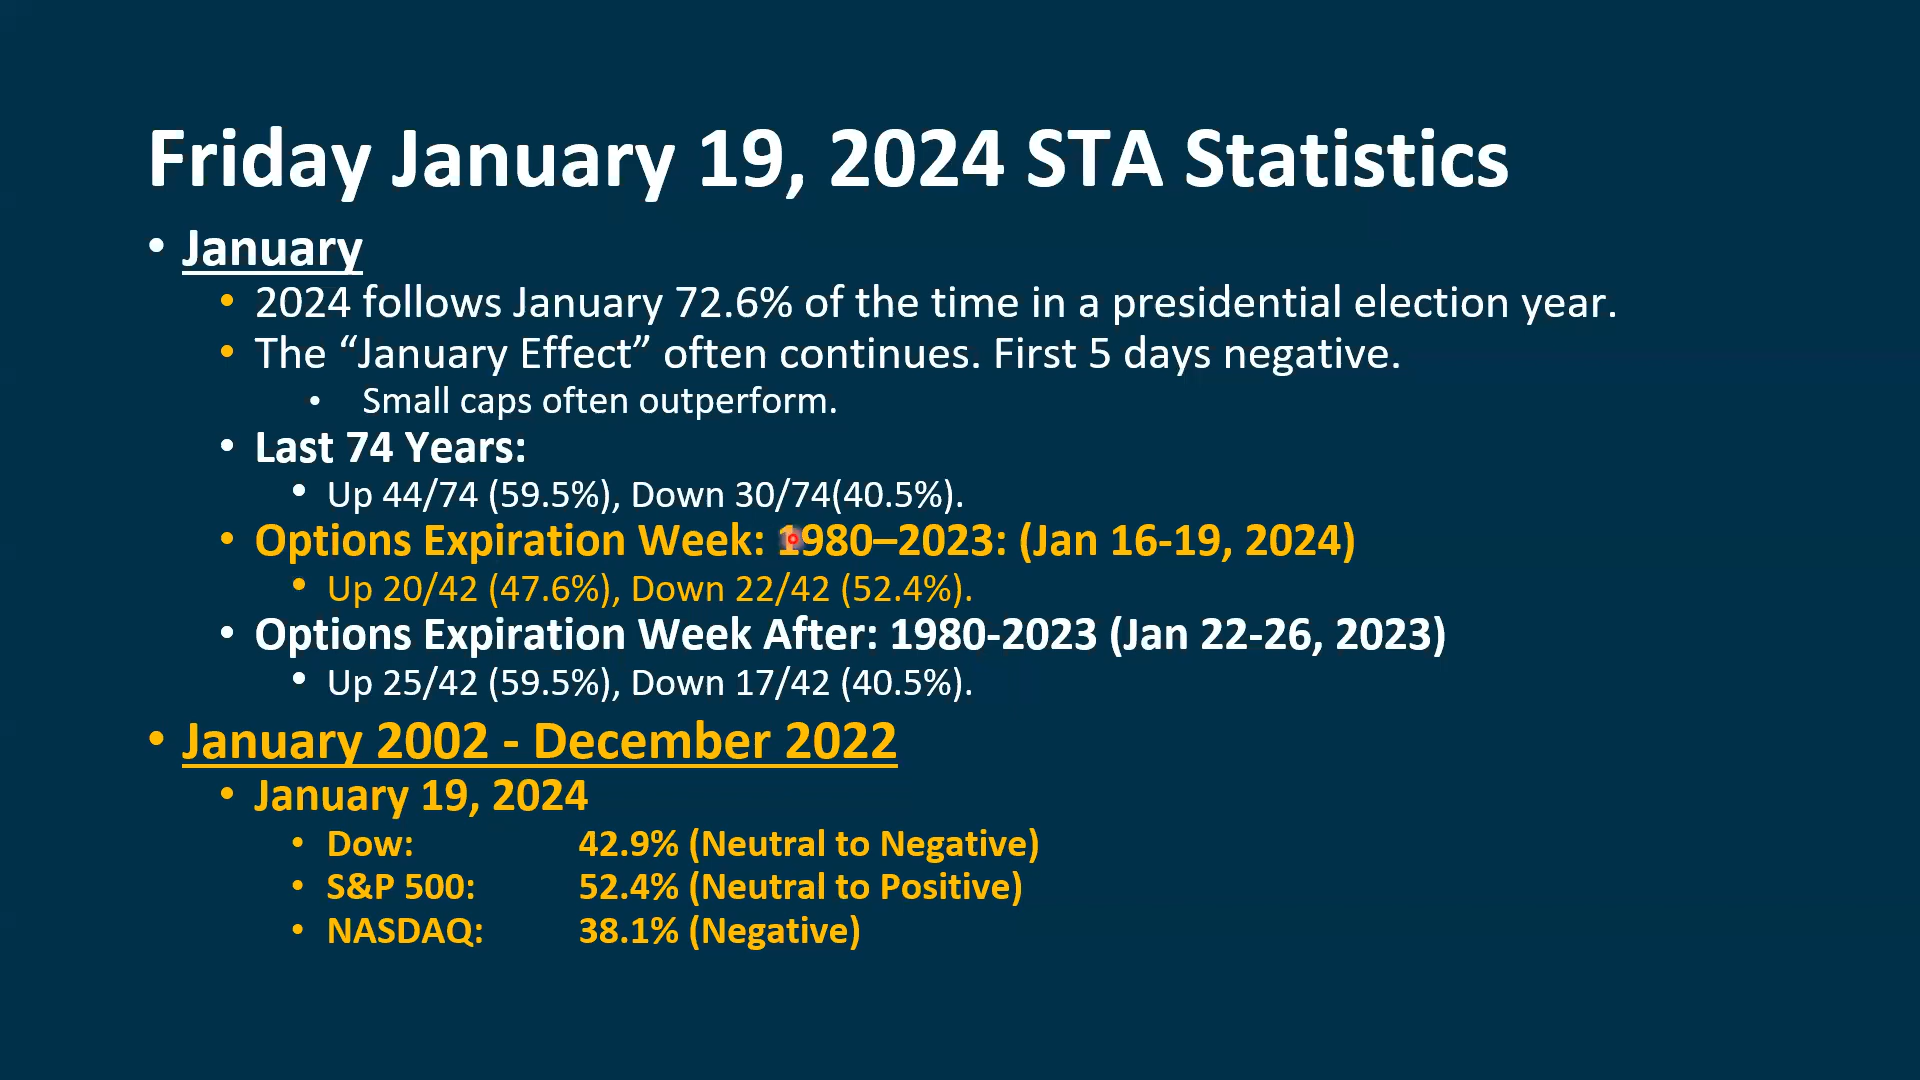 Friday January 19, 2024 STA Statistics
• January
• 2024 follows January 72.6% of the time in a presidential election year.
• The “January Effect” often continues. First 5 days negative.
• Small caps often outperform.
• Last 74 Years:
• Up 44/74 (59.5%), Down 30/74(40.5%).
• Options Expiration Week: 1980–2023: (Jan 16-19, 2024)
• Up 20/42 (47.6%), Down 22/42 (52.4%).
• Options Expiration Week After: 1980-2023 (Jan 22-26, 2023)
• Up 25/42 (59.5%), Down 17/42 (40.5%).
• January 2002 - December 2022
• January 19, 2024
• Dow: 42.9% (Neutral to Negative)
• S&P 500: 52.4% (Neutral to Positive)
• NASDAQ: 38.1% (Negative)